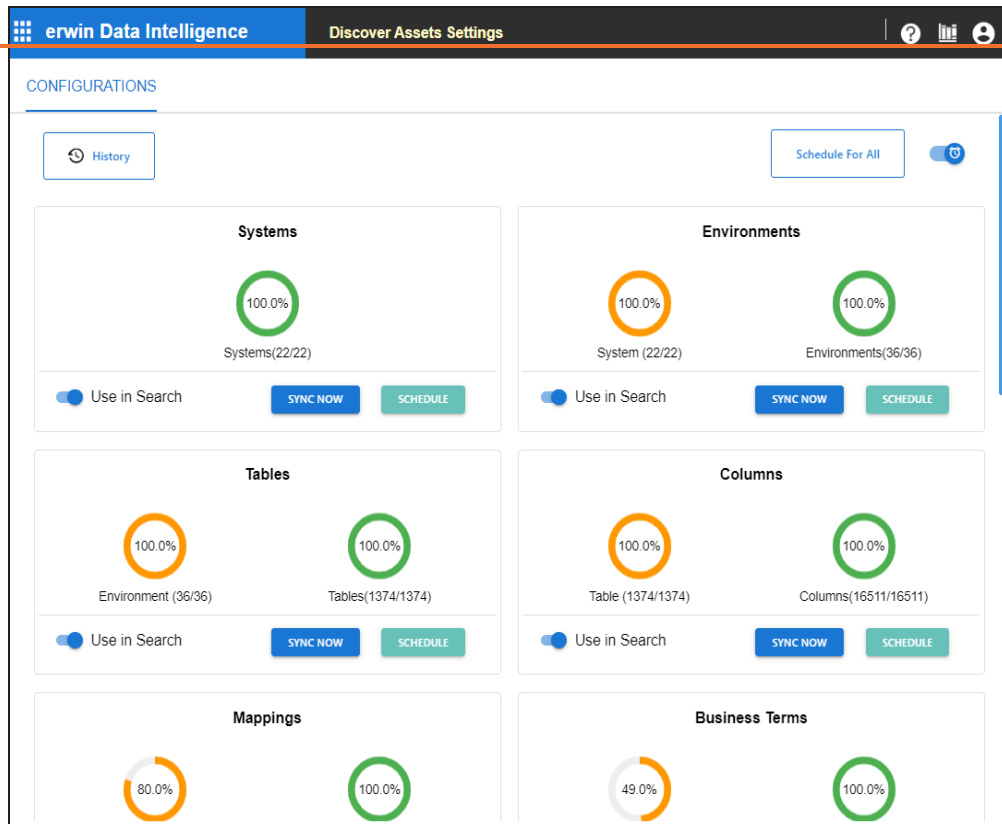 erwin Data Intelligence
Discover Assets Settings
CONFIGURATIONS
History
Schedule For All
Systems
Environments
100.0%
100.0%
100.0%
Systems(22/22)
System (22/22)
Environments(36/36)
Use in Search
SYNC NOW
SCHEDULE
Use in Search
SYNC NOW
SCHEDULE
Tables
Columns
100.0%
100.0%
100.0%
100.0%
Environment (36/36)
Tables(1374/1374)
Table (1374/1374)
Columns(16511/16511)
Use in Search
SYNC NOW
SCHEDULE
Use in Search
SYNC NOW
SCHEDULE
Mappings
Business Terms
80.0%
100.0%
49.0%
100.0%